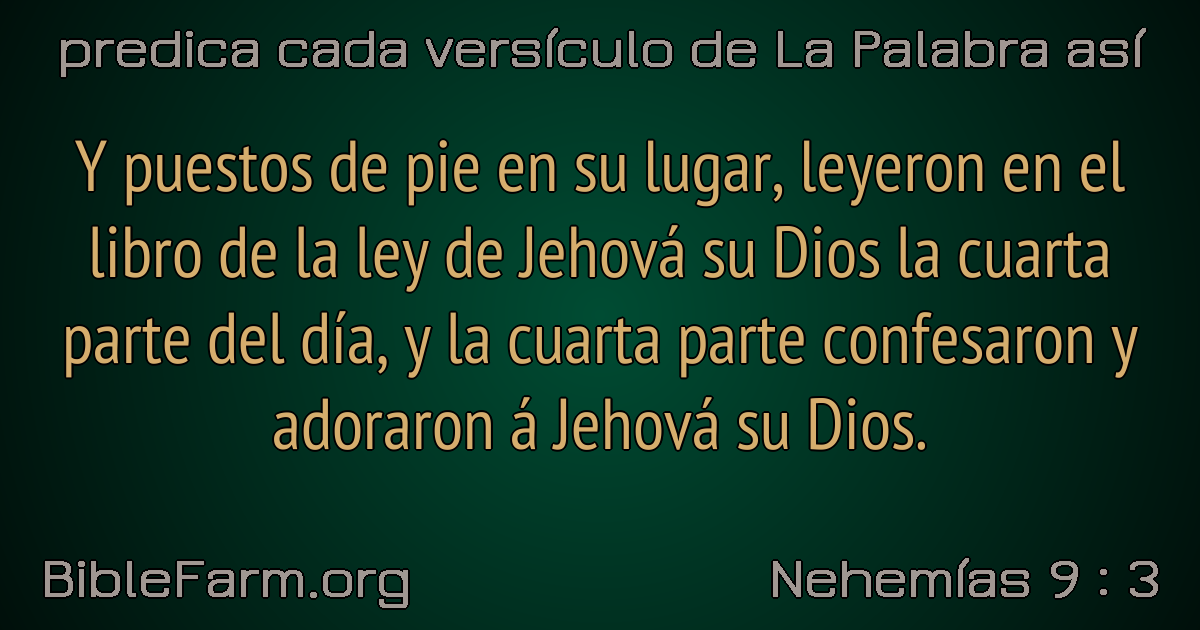 predica cada versículo de La Palabra así
Y puestos de pie en su lugar, leyeron en el
libro de la ley de Jehová su Dios la cuarta
parte del día, y la cuarta parte confesaron y
adoraron á Jehová su Dios.
BibleFarm.org
Nehemías 9 : 3